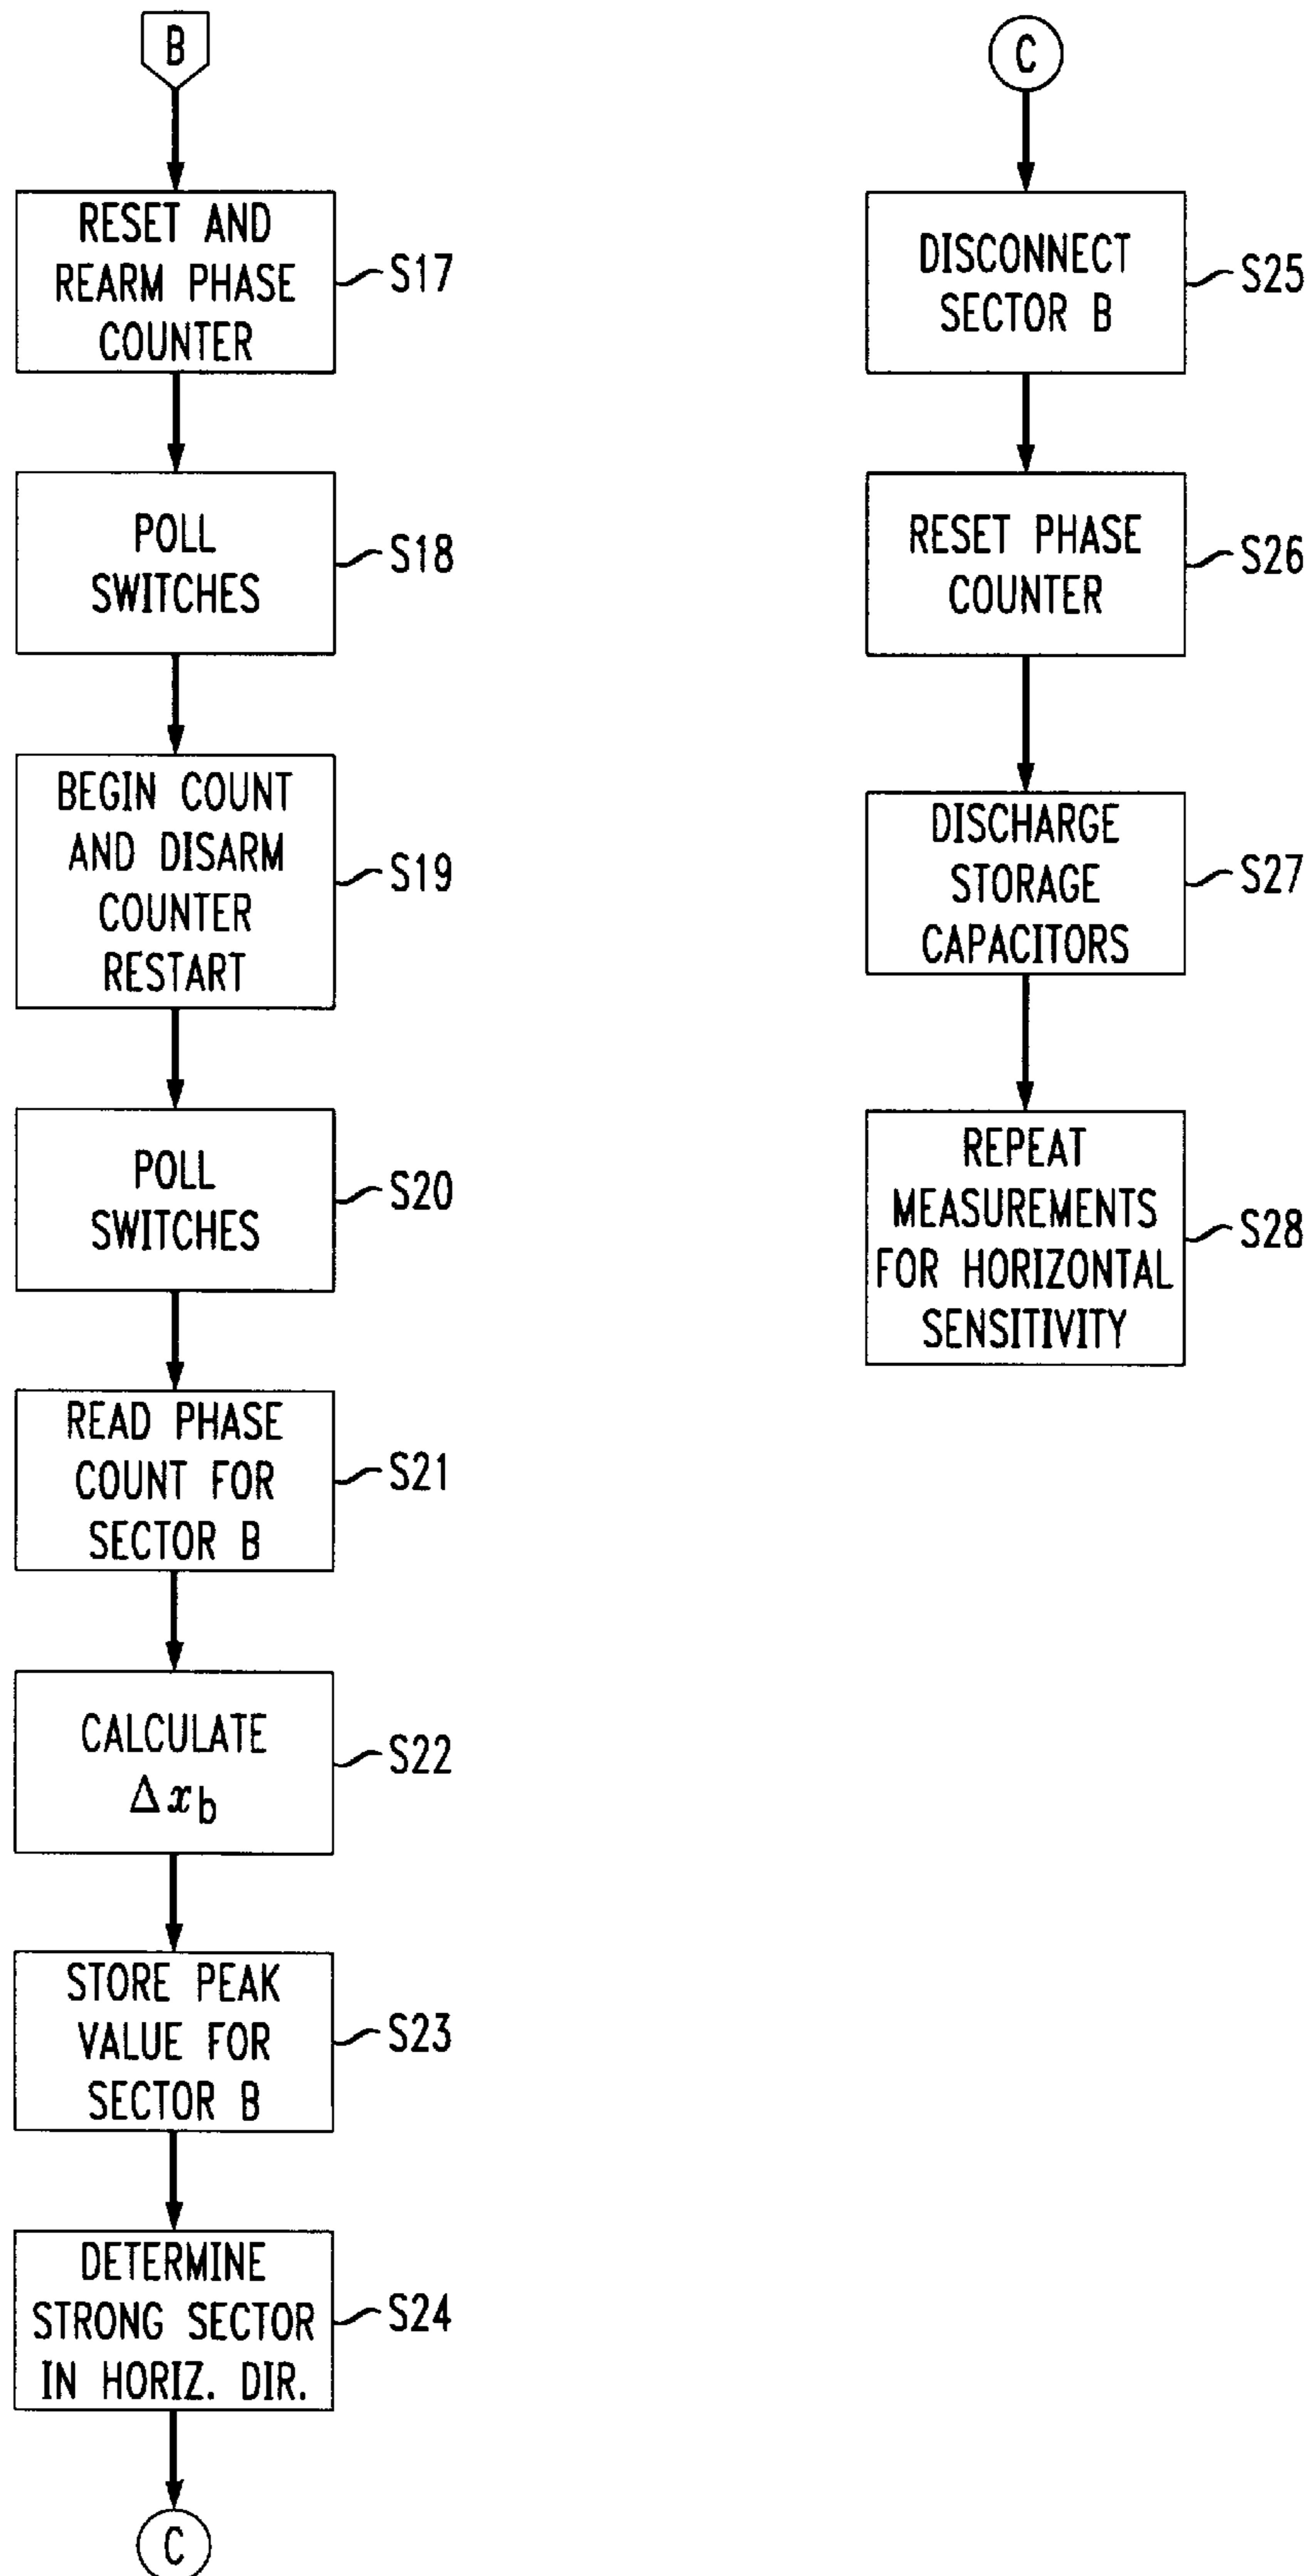 B
RESET AND
REARM PHASE
COUNTER
S17
POLL
SWITCHES
S18
BEGIN COUNT
AND DISARM
COUNTER
RESTART
S19
POLL
SWITCHES
S20
READ PHASE
COUNT FOR
SECTOR B
S21
CALCULATE
Δxb
S22
STORE PEAK
VALUE FOR
SECTOR B
S23
DETERMINE
STRONG SECTOR
IN HORIZ. DIR.
S24
C
C
DISCONNECT
SECTOR B
S25
RESET PHASE
COUNTER
S26
DISCHARGE
STORAGE
CAPACITORS
S27
REPEAT
MEASUREMENTS
FOR HORIZONTAL
SENSITIVITY
S28